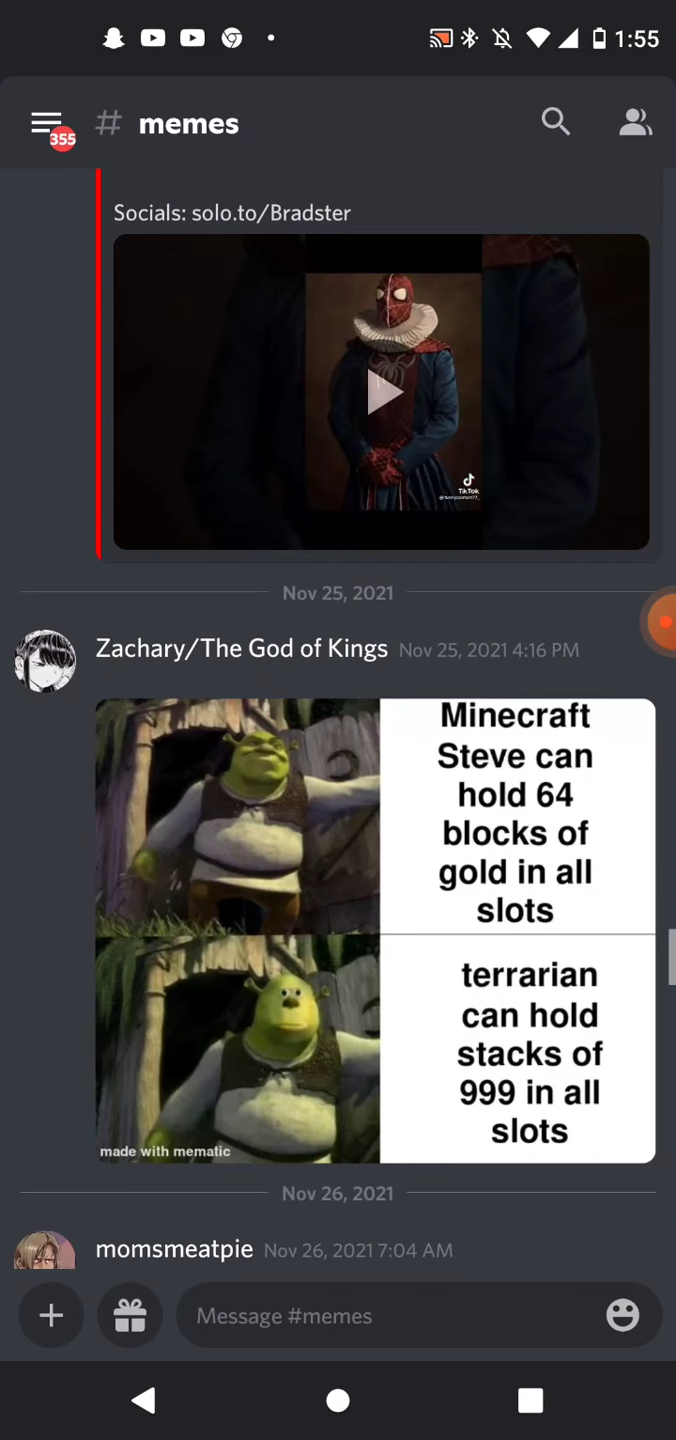 1:55
355
# memes
Socials: solo.to/Bradster
TikTok
Nov 25, 2021
Zachary/The God of Kings Nov 25, 2021 4:16 PM
Minecraft
Steve can
hold 64
blocks of
gold in all
slots
terrarian
can hold
stacks of
999 in all
slots
made with mematic
Nov 26, 2021
momsmeatpie Nov 26, 2021 7:04 AM
Message #memes